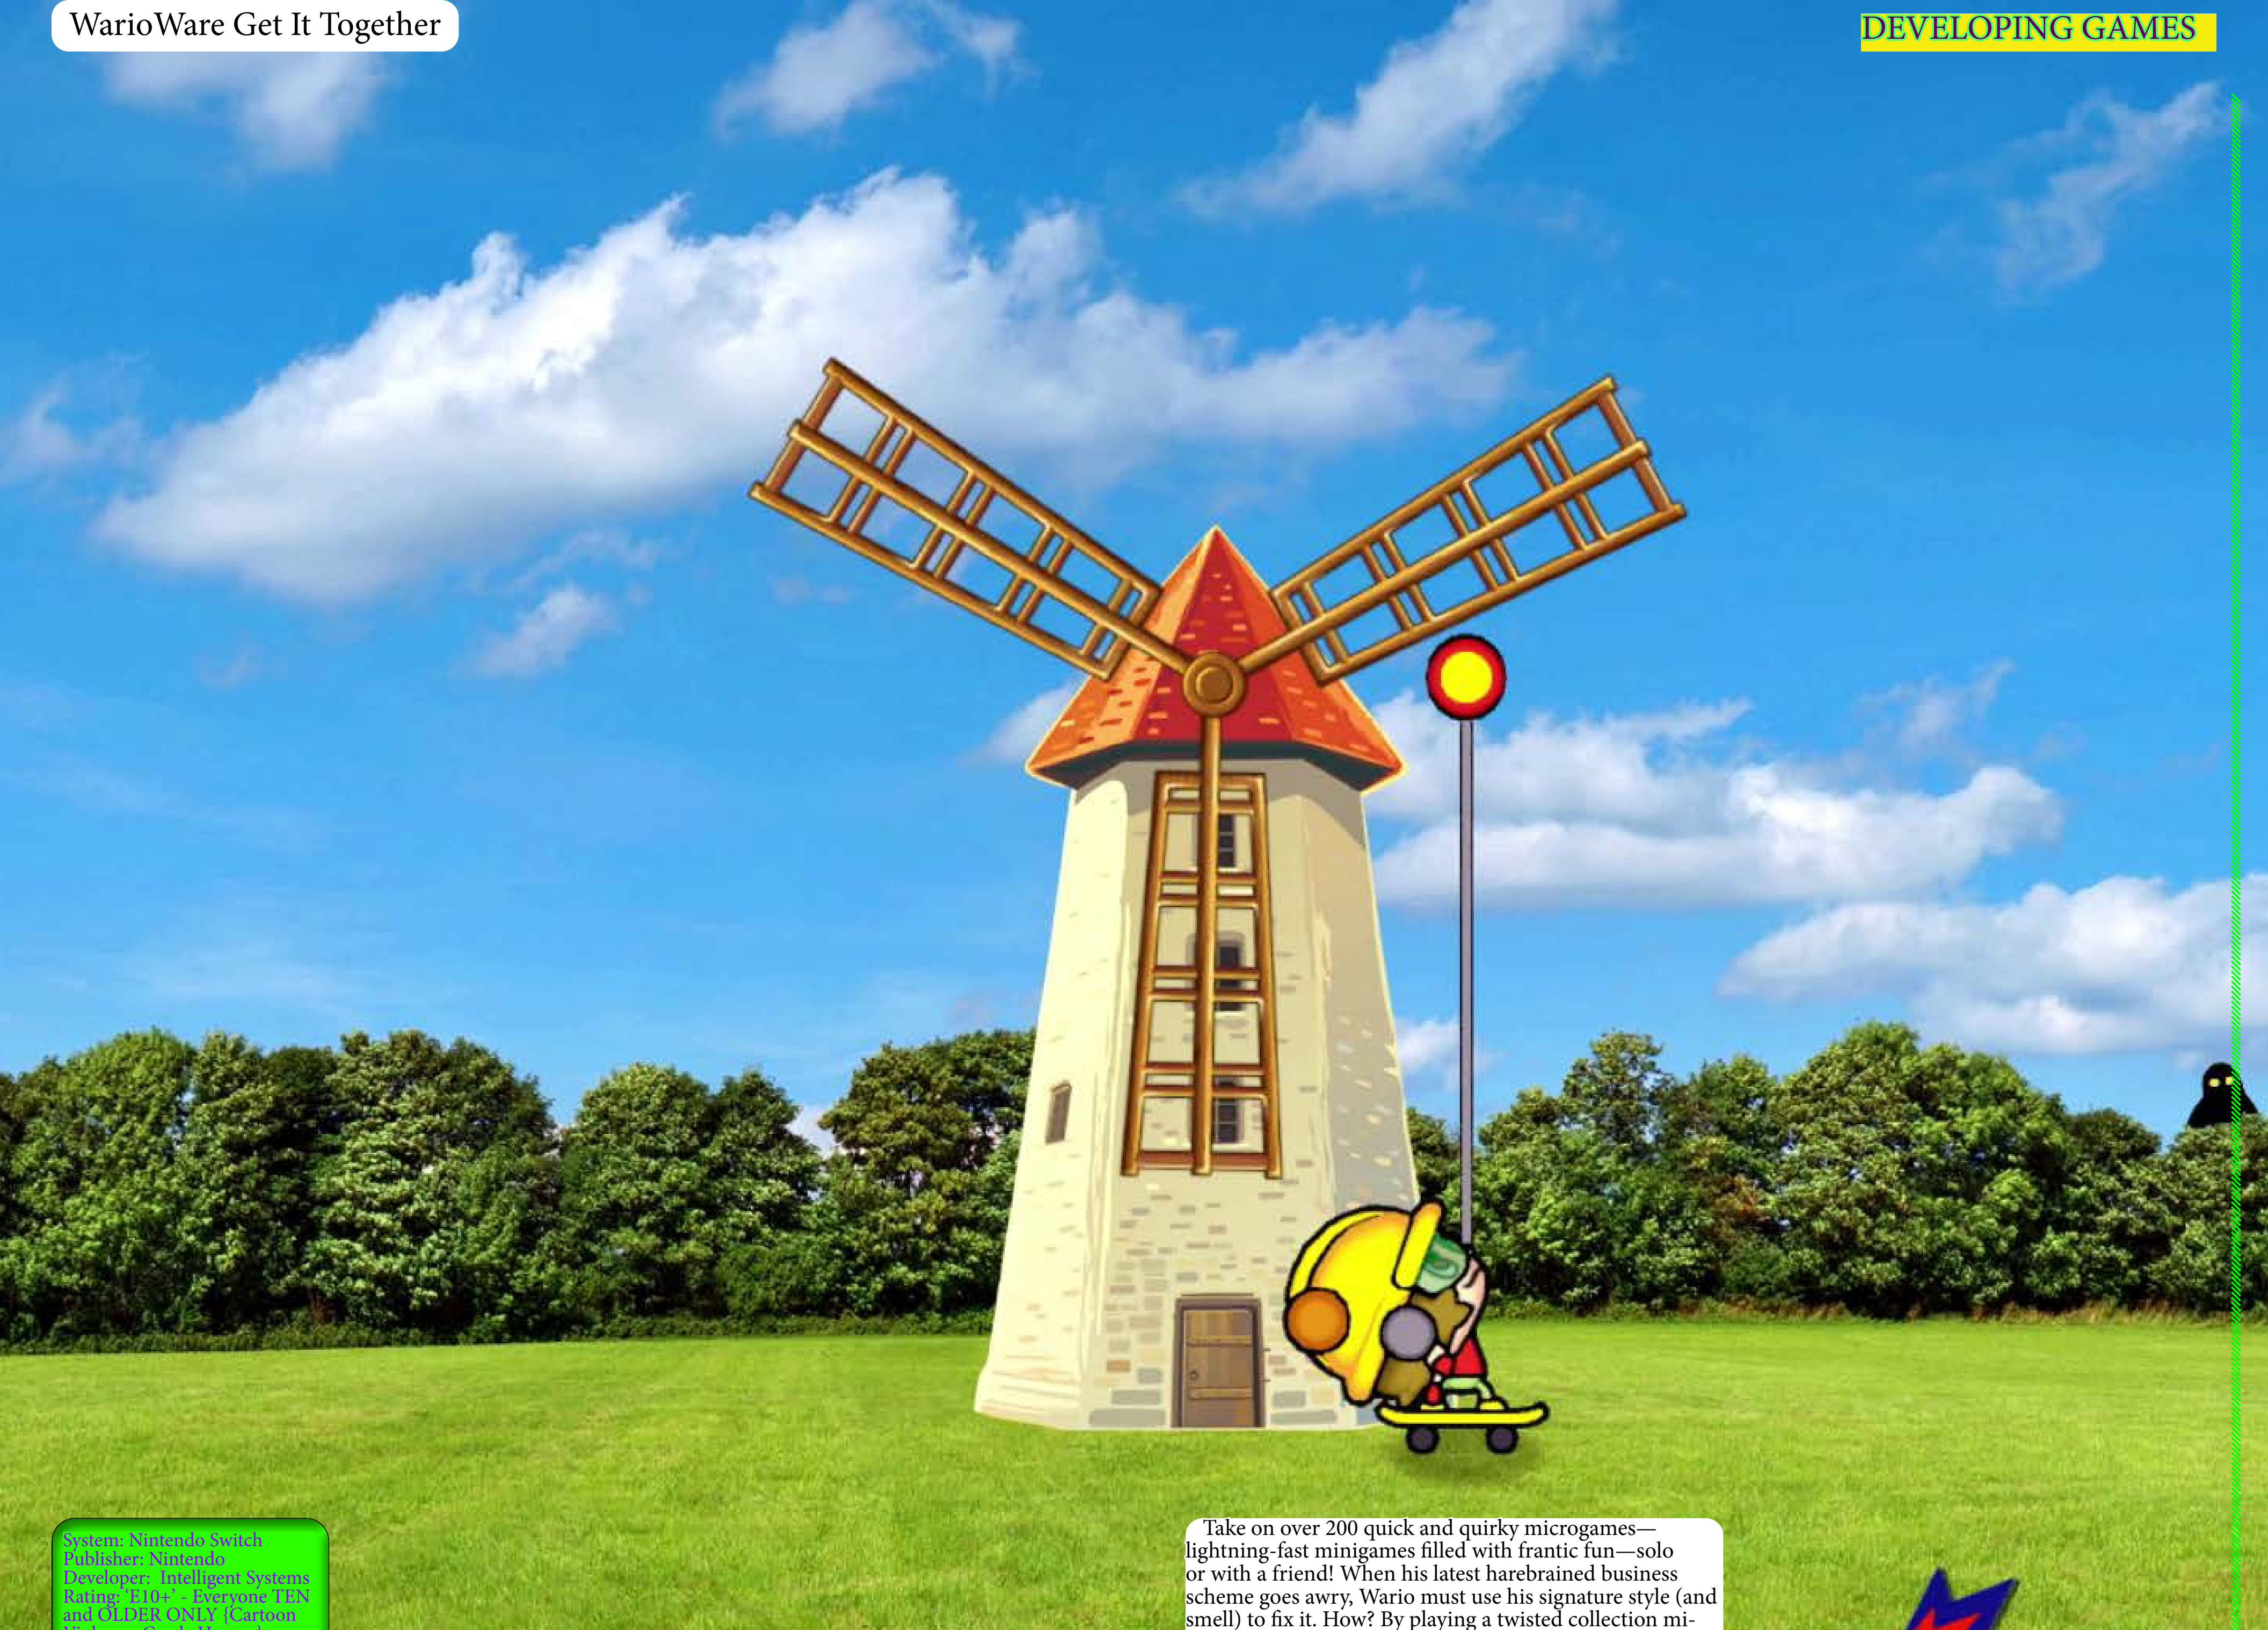 WarioWare Get It Together
DEVELOPING GAMES
System: Nintendo Switch
Publisher: Nintendo
Developer:  Intelligent Systems
Rating: ‘E10+’ - Everyone TEN
and OLDER ONLY {Cartoon
Take on over 200 quick and quirky microgames—
lightning-fast minigames filled with frantic fun—solo
or with a friend! When his latest harebrained business
scheme goes awry, Wario must use his signature style (and
smell) to fix it. How? By playing a twisted collection mi-